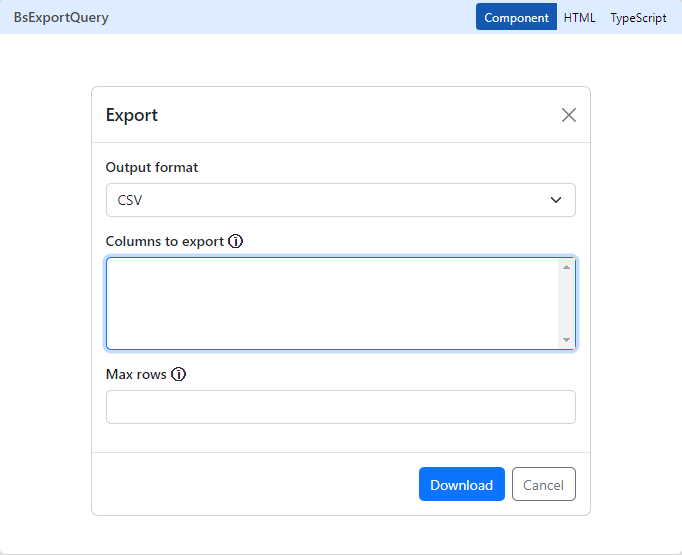 BsExportQuery
Component HTML TypeScript
Export
Output format
CSV
Columns to export
Max rows
Download Cancel